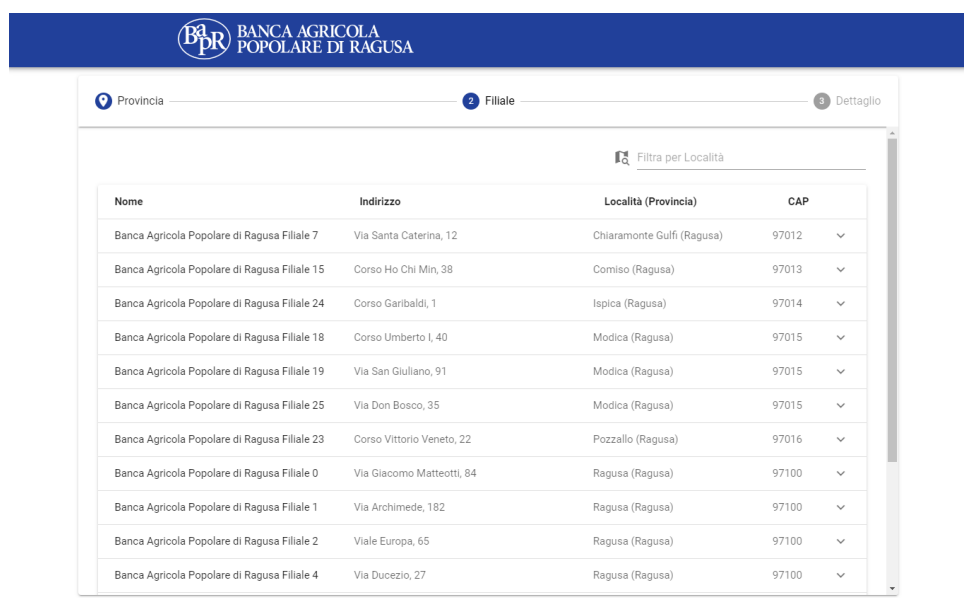 BapR BANCA AGRICOLA
POPOLARE DI RAGUSA
Provincia 2 Filiale 3 Dettaglio
Filtra per Località
Nome Indirizzo Località (Provincia) CAP
Banca Agricola Popolare di Ragusa Filiale 7 Via Santa Caterina, 12 Chiaramonte Gulfi (Ragusa) 97012
Banca Agricola Popolare di Ragusa Filiale 15 Corso Ho Chi Min, 38 Comiso (Ragusa) 97013
Banca Agricola Popolare di Ragusa Filiale 24 Corso Garibaldi, 1 Ispica (Ragusa) 97014
Banca Agricola Popolare di Ragusa Filiale 18 Corso Umberto I, 40 Modica (Ragusa) 97015
Banca Agricola Popolare di Ragusa Filiale 19 Via San Giuliano, 91 Modica (Ragusa) 97015
Banca Agricola Popolare di Ragusa Filiale 25 Via Don Bosco, 35 Modica (Ragusa) 97015
Banca Agricola Popolare di Ragusa Filiale 23 Corso Vittorio Veneto, 22 Pozzallo (Ragusa) 97016
Banca Agricola Popolare di Ragusa Filiale 0 Via Giacomo Matteotti, 84 Ragusa (Ragusa) 97100
Banca Agricola Popolare di Ragusa Filiale 1 Via Archimede, 182 Ragusa (Ragusa) 97100
Banca Agricola Popolare di Ragusa Filiale 2 Viale Europa, 65 Ragusa (Ragusa) 97100
Banca Agricola Popolare di Ragusa Filiale 4 Via Ducezio, 27 Ragusa (Ragusa) 97100